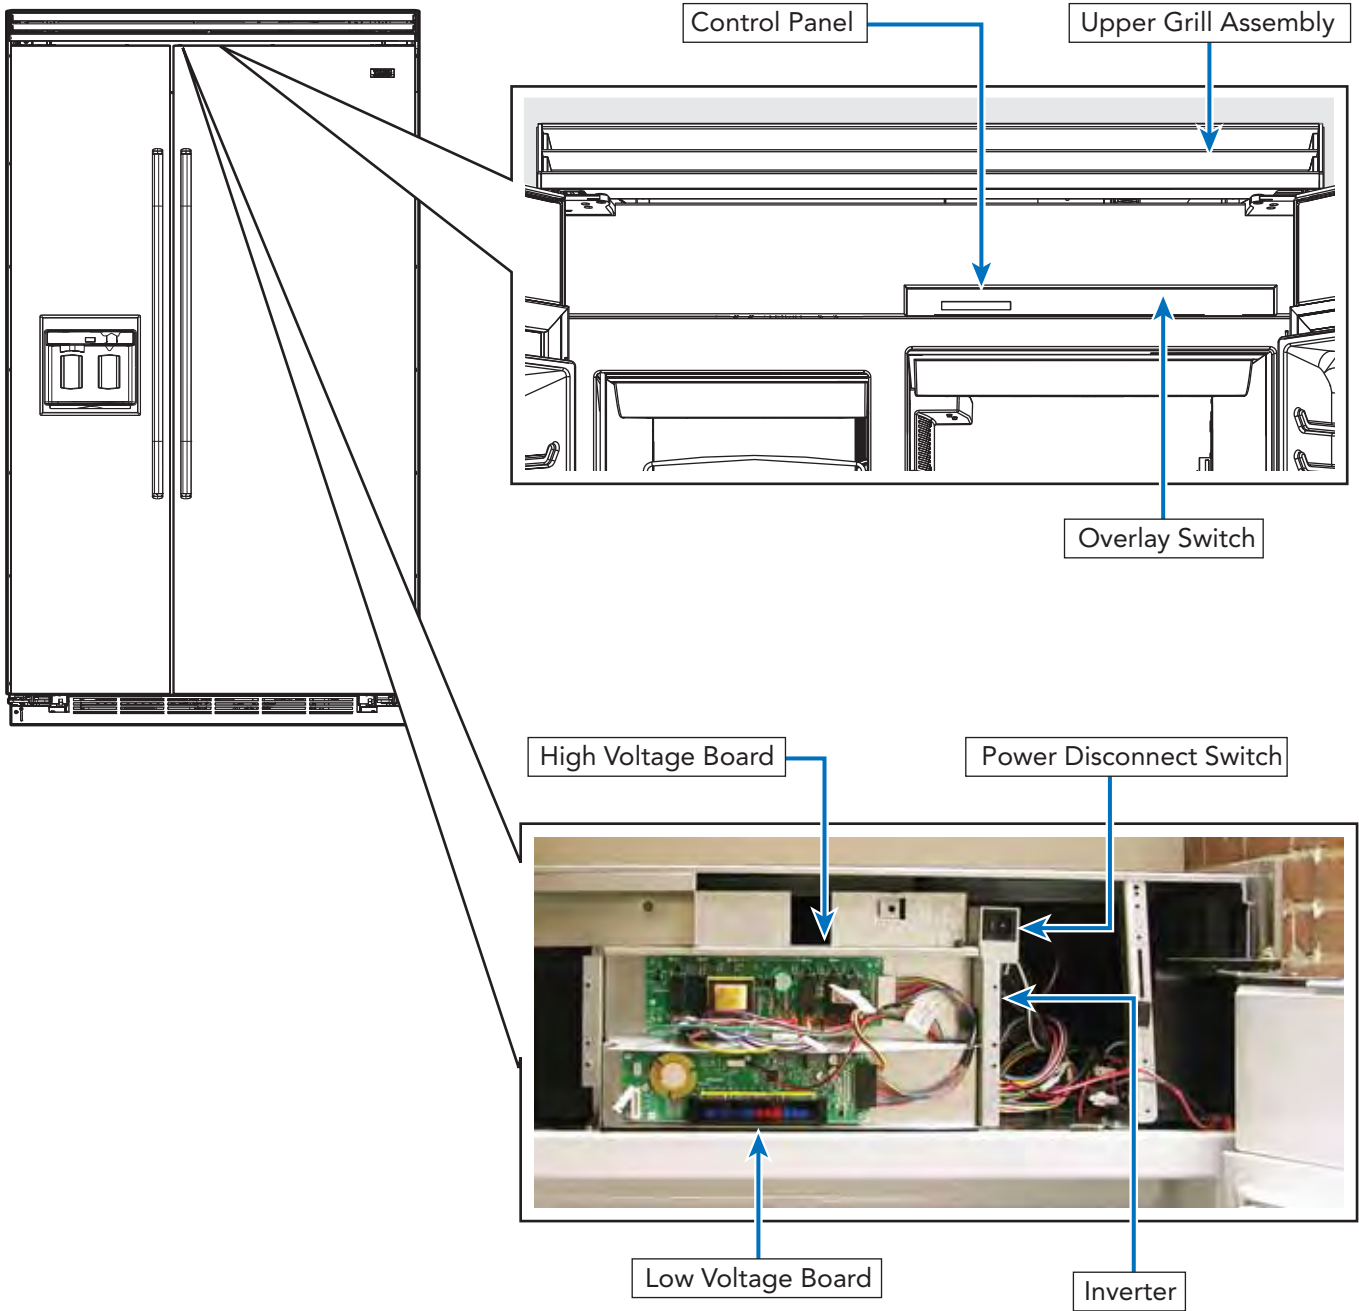 Control Panel
Upper Grill Assembly
Overlay Switch
High Voltage Board
Power Disconnect Switch
Low Voltage Board
Inverter